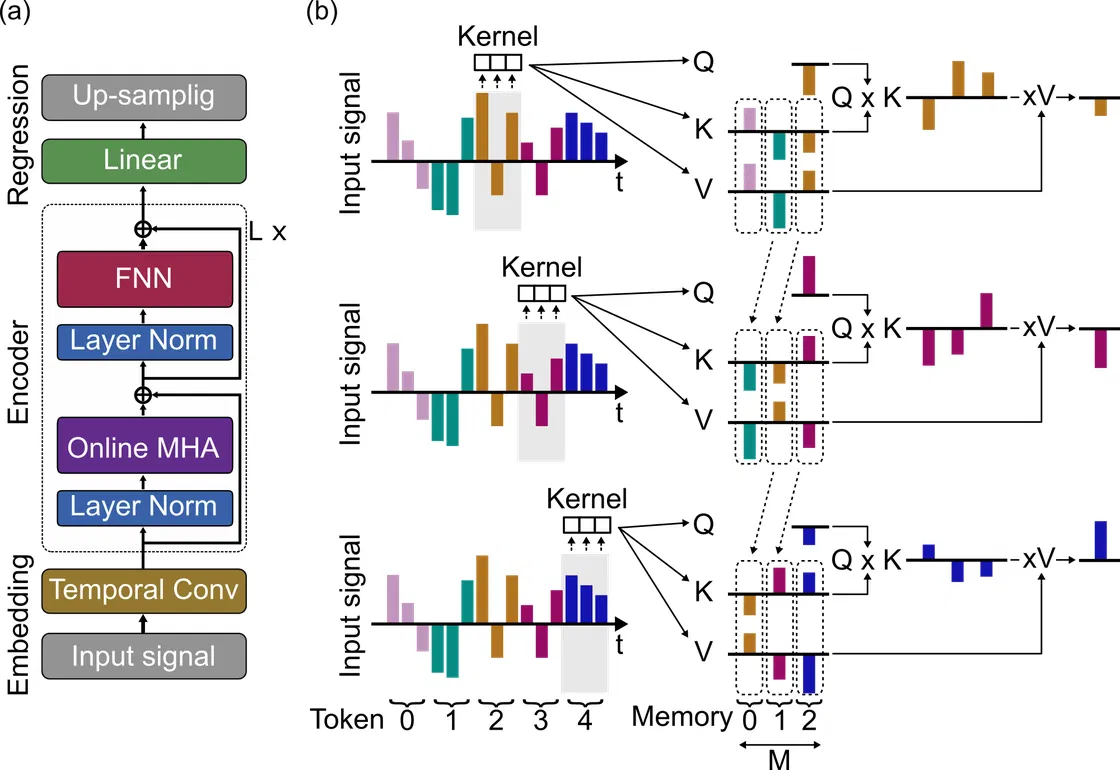 (a)
Regression
Up-samplig
Linear
Encoder
L x
FNN
Layer Norm
Online MHA
Layer Norm
Embedding
Temporal Conv
Input signal
(b)
Kernel
Input signal
t
Q
K
V
Q x K
xV
Kernel
Input signal
t
Q
K
V
Q x K
xV
Kernel
Input signal
t
Q
K
V
Q x K
xV
Token 0 1 2 3 4
Memory 0 1 2
M